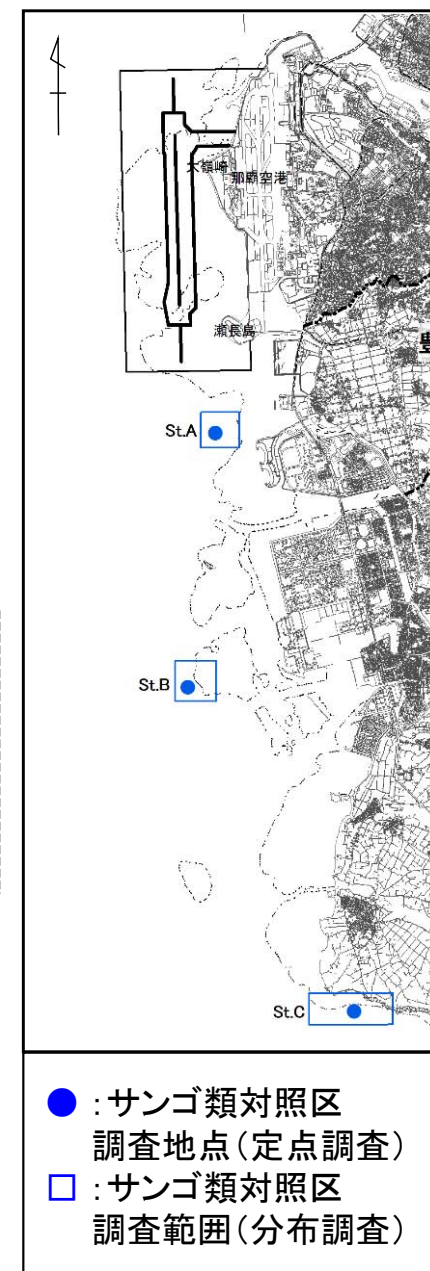 大嶺崎
那覇空港
瀬長島
豊
St.A
St.B
St.C
●:サンゴ類対照区
調査地点(定点調査)
□:サンゴ類対照区
調査範囲(分布調査)